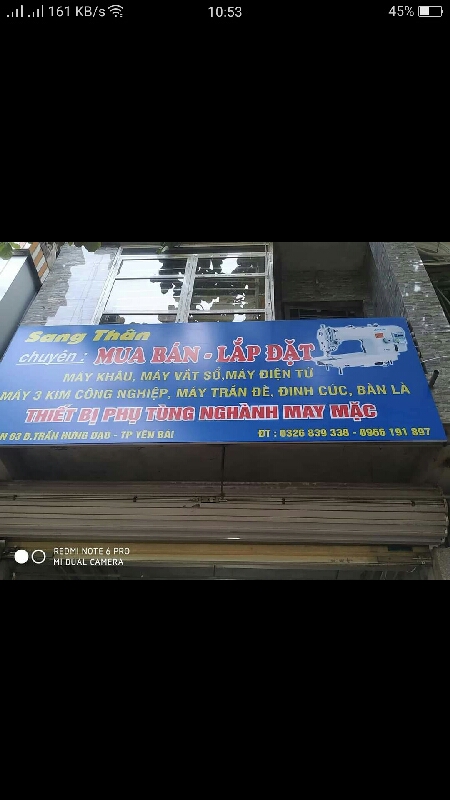 161 KB/s
10:53
45%
Sang Thân
chuyên : MUA BÁN - LẮP ĐẶT
MÁY KHÂU, MÁY VẮT SỔ, MÁY ĐIỆN TỬ
MÁY 3 KIM CÔNG NGHIỆP, MÁY TRẦN ĐÈ, ĐINH CÚC, BÀN LÀ
THIẾT BỊ PHỤ TÙNG NGHÀNH MAY MẶC
N 63 Đ.TRẦN HƯNG ĐẠO - TP YÊN BÁI ĐT : 0326 839 338 - 0966 191 897
REDMI NOTE 6 PRO
MI DUAL CAMERA